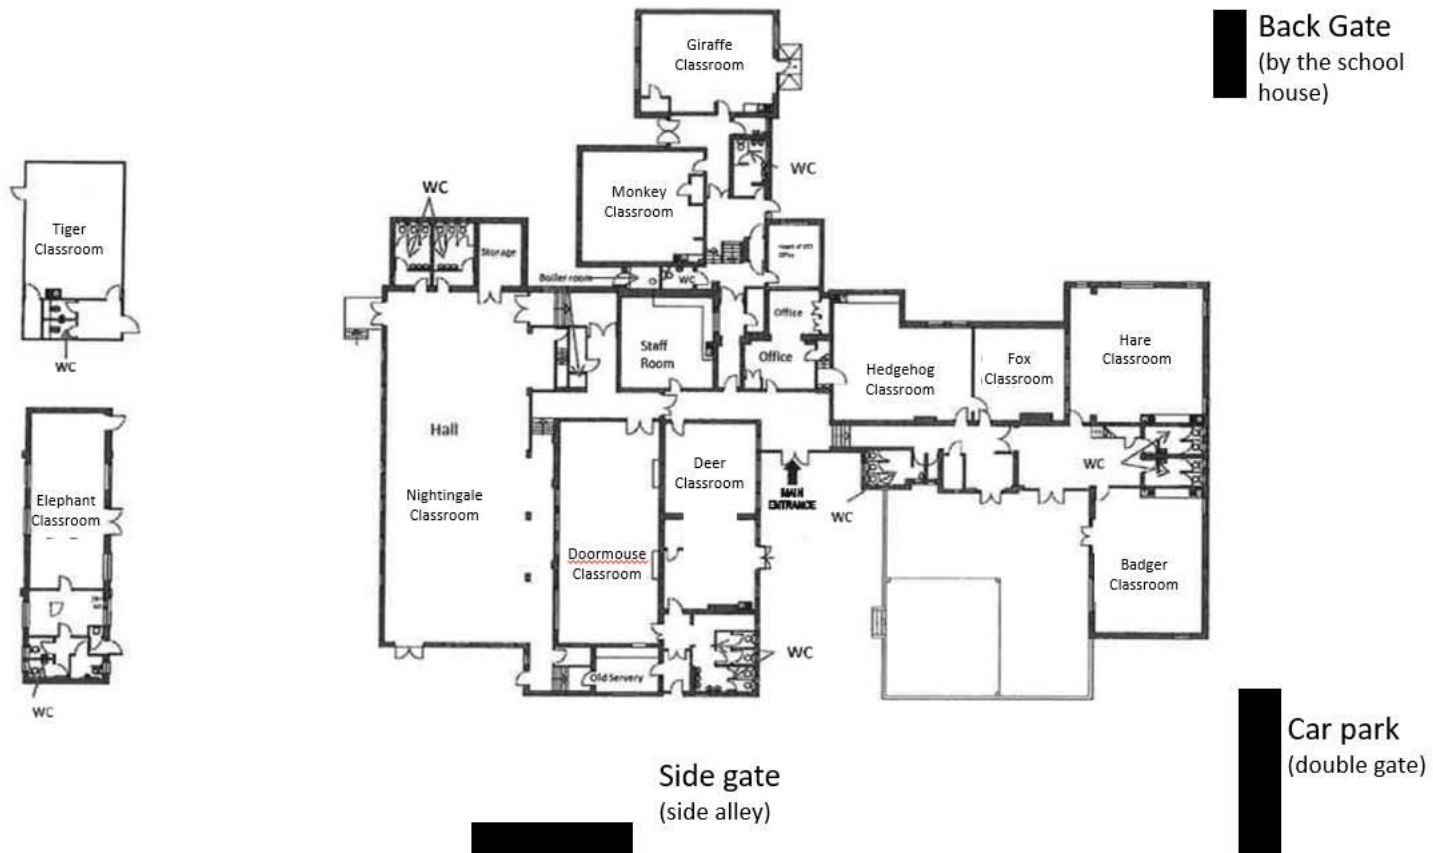 Giraffe
Classroom
Back Gate
(by the school
house)
WC
WC
Monkey
Classroom
Tiger
Classroom
Storage
Office
Boiler room
WC
Office
Staff
Room
Office
Hedgehog
Classroom
Fox
Classroom
Hare
Classroom
WC
Hall
Deer
Classroom
WC
Nightingale
Classroom
MAIN
ENTRANCE
WC
Elephant
Classroom
Doormouse
Classroom
Badger
Classroom
WC
Old Servery
WC
Side gate
(side alley)
Car park
(double gate)